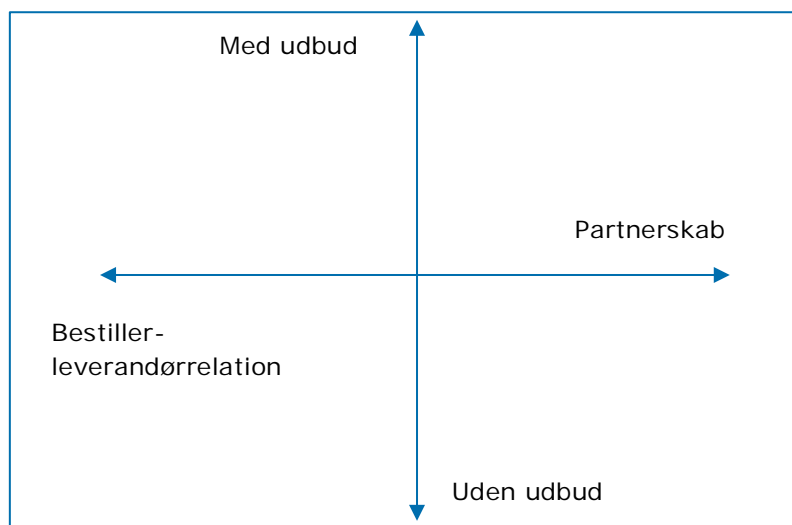 Med udbud
Partnerskab
Bestiller-
leverandørrelation
Uden udbud